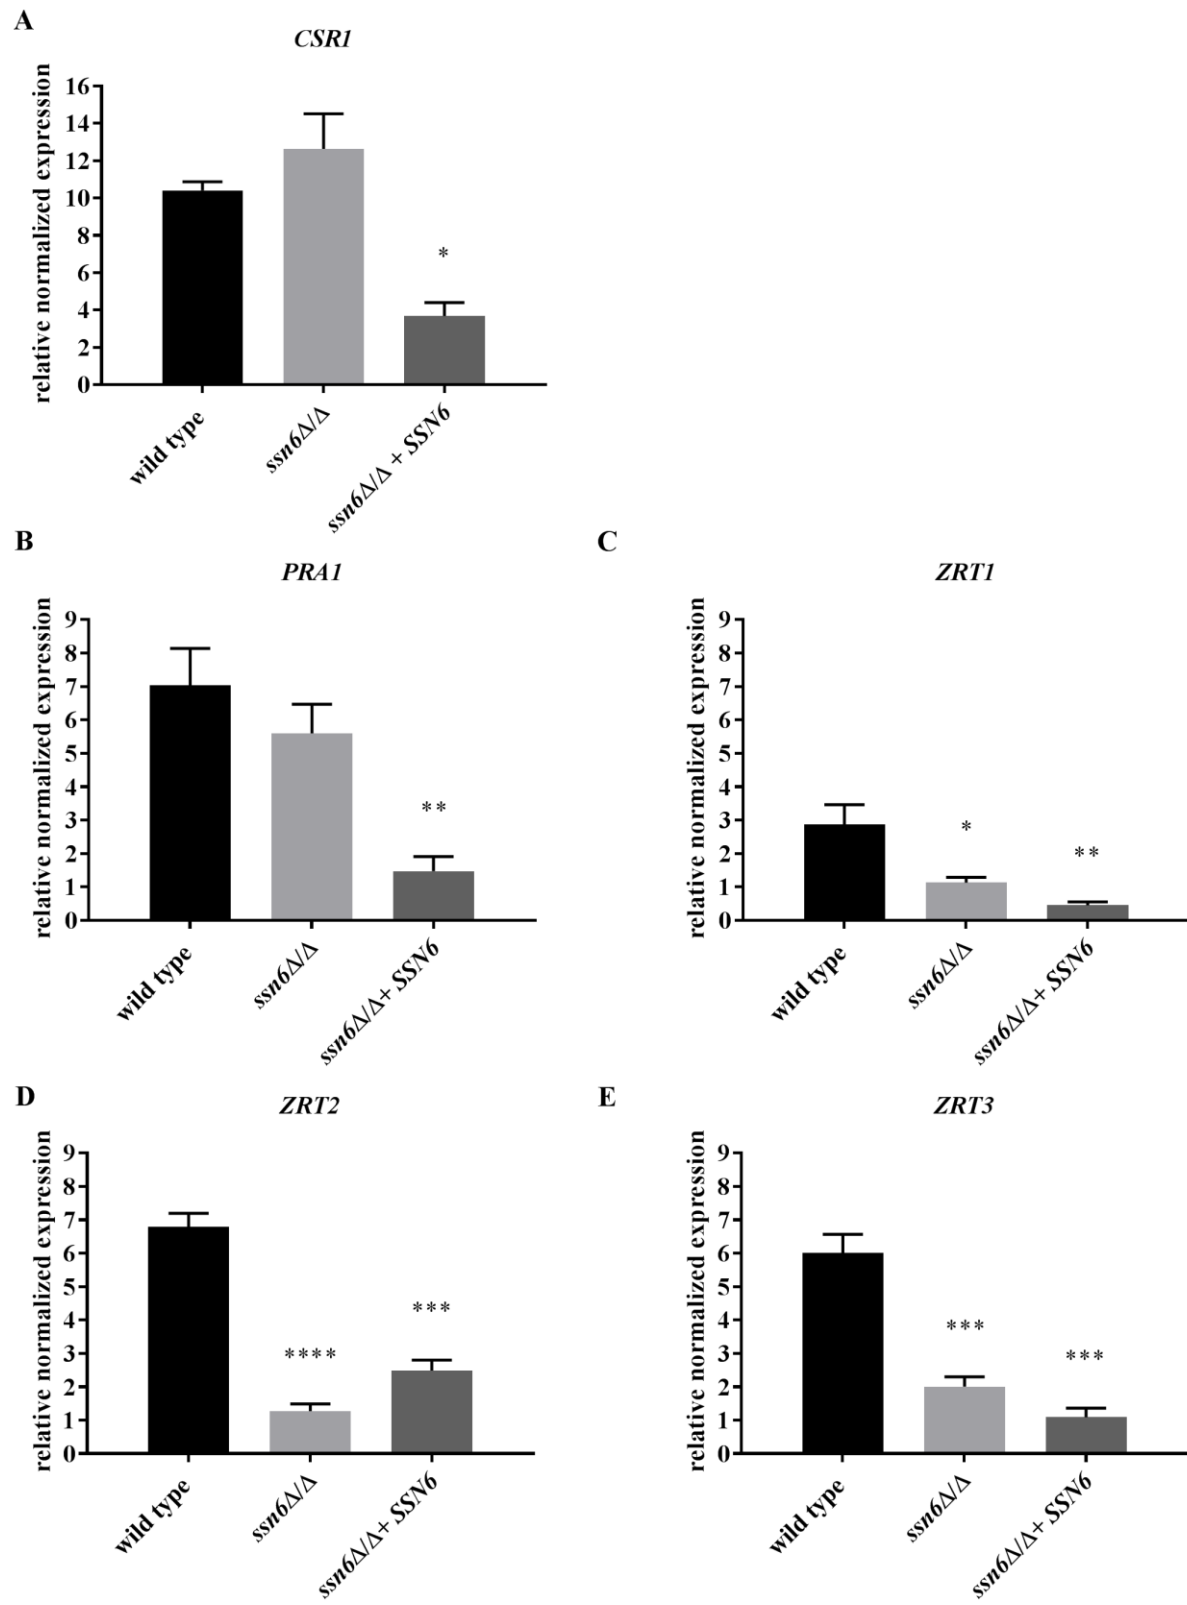 A
CSR1
relative normalized expression
16
14
12
10
8
6
4
2
0
*
wild type
ssn6Δ/Δ
ssn6Δ/Δ + SSN6
B
PRA1
relative normalized expression
9
8
7
6
5
4
3
2
1
0
**
wild type
ssn6Δ/Δ
ssn6Δ/Δ+ SSN6
C
ZRT1
relative normalized expression
9
8
7
6
5
4
3
2
1
0
*
**
wild type
ssn6Δ/Δ
ssn6Δ/Δ+ SSN6
D
ZRT2
relative normalized expression
9
8
7
6
5
4
3
2
1
0
****
***
wild type
ssn6Δ/Δ
ssn6Δ/Δ+ SSN6
E
ZRT3
relative normalized expression
9
8
7
6
5
4
3
2
1
0
***
***
wild type
ssn6Δ/Δ
ssn6Δ/Δ+ SSN6